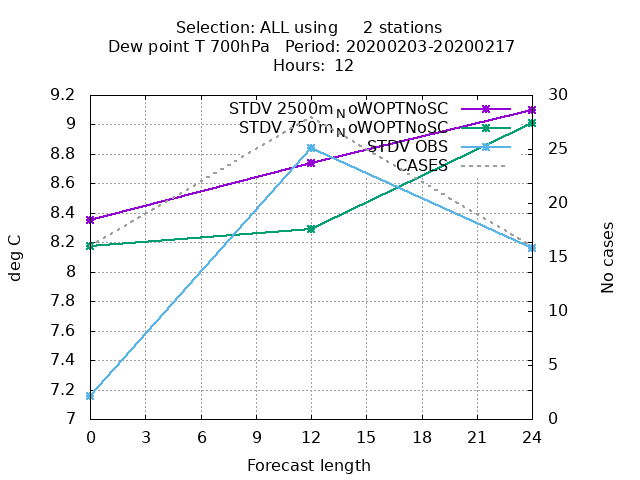 Selection: ALL using     2 stations
Dew point T 700hPa   Period: 20200203-20200217
Hours: 12
9.2
9
8.8
8.6
8.4
8.2
8
7.8
7.6
7.4
7.2
7
30
25
20
15
10
5
0
STDV 2500m_NoWOPTNoSC
STDV 750m_NoWOPTNoSC
STDV OBS
CASES
deg C
No cases
0 3 6 9 12 15 18 21 24
Forecast length